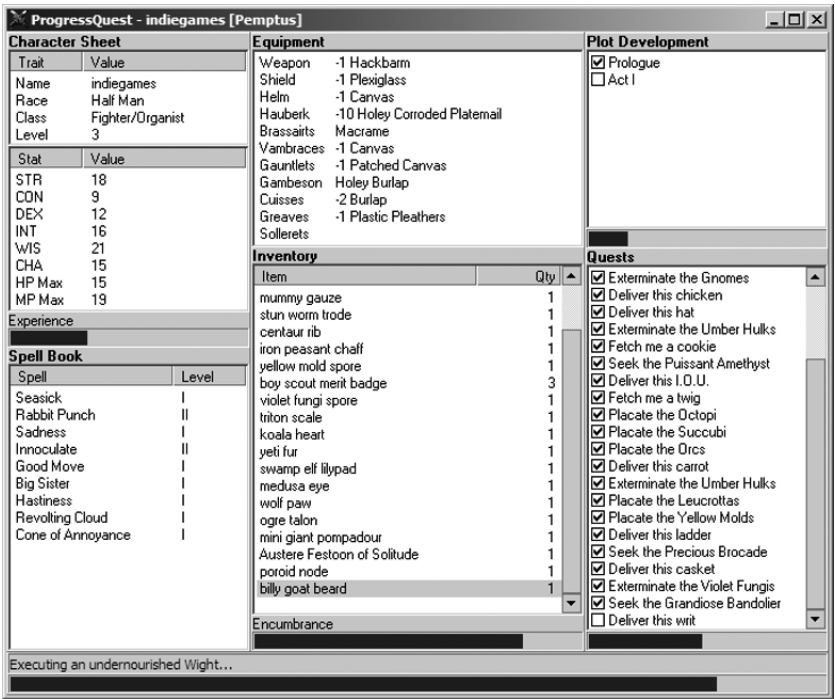 ProgressQuest - indiegames [Pemptus]
Character Sheet
Trait Value
Name indiegames
Race Half Man
Class Fighter/Organist
Level 3
Stat Value
STR 18
CON 9
DEX 12
INT 16
WIS 21
CHA 15
HP Max 15
MP Max 19
Experience
Spell Book
Spell Level
Seasick I
Rabbit Punch II
Sadness I
Innoculate II
Good Move I
Big Sister I
Hastiness I
Revolting Cloud I
Cone of Annoyance I
Equipment
Weapon -1 Hackbarm
Shield -1 Plexiglass
Helm -1 Canvas
Hauberk -10 Holey Corroded Platemail
Brassairts Macrame
Vambraces -1 Canvas
Gauntlets -1 Patched Canvas
Gambeson Holey Burlap
Cuisses -2 Burlap
Greaves -1 Plastic Pleathers
Sollerets
Inventory
Item Qty
mummy gauze 1
stun worm trode 1
centaur rib 1
iron peasant chaff 1
yellow mold spore 1
boy scout merit badge 3
violet fungi spore 1
triton scale 1
koala heart 1
yeti fur 1
swamp elf lilypad 1
medusa eye 1
wolf paw 1
ogre talon 1
mini giant pompadour 1
Austere Festoon of Solitude 1
poroid node 1
billy goat beard 1
Encumbrance
Plot Development
Prologue
Act I
Quests
Exterminate the Gnomes
Deliver this chicken
Deliver this hat
Exterminate the Umber Hulks
Fetch me a cookie
Seek the Puissant Amethyst
Deliver this I.O.U.
Fetch me a twig
Placate the Octopi
Placate the Succubi
Placate the Orcs
Deliver this carrot
Exterminate the Umber Hulks
Placate the Leucrottas
Placate the Yellow Molds
Deliver this ladder
Seek the Precious Brocade
Deliver this casket
Exterminate the Violet Fungis
Seek the Grandiose Bandolier
Deliver this writ
Executing an undernourished Wight...